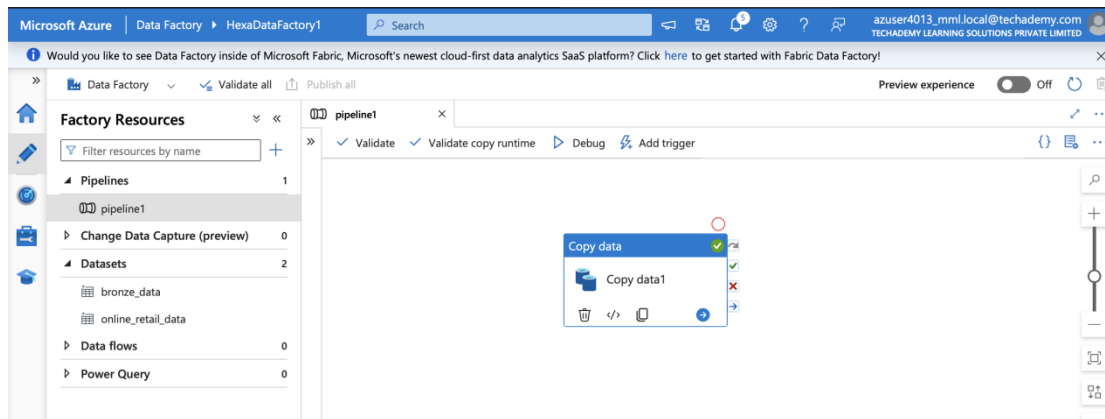 Microsoft Azure | Data Factory ▸ HexaDataFactory1 Search 5 azuser4013_mml.local@techademy.com
TECHADEMY LEARNING SOLUTIONS PRIVATE LIMITED
Would you like to see Data Factory inside of Microsoft Fabric, Microsoft's newest cloud-first data analytics SaaS platform? Click here to get started with Fabric Data Factory!
Data Factory Validate all Publish all Preview experience Off
Factory Resources
pipeline1
Filter resources by name
Validate Validate copy runtime Debug Add trigger
Pipelines 1
pipeline1
Change Data Capture (preview) 0
Datasets 2
bronze_data
online_retail_data
Data flows 0
Power Query 0
Copy data
Copy data1